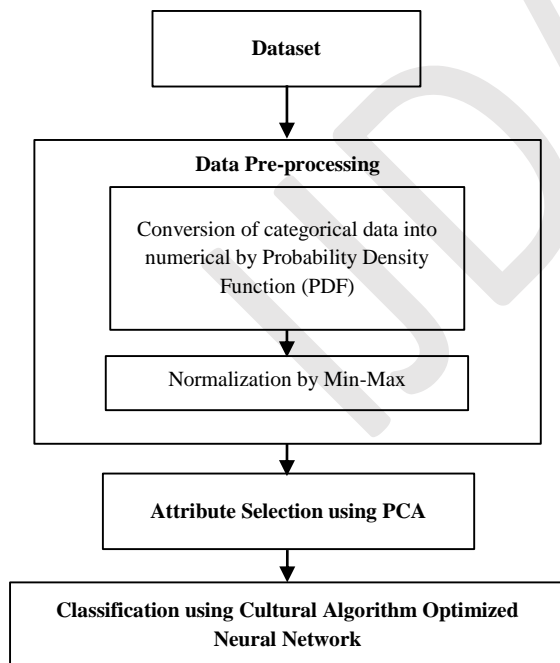 Dataset
Data Pre-processing
Conversion of categorical data into
numerical by Probability Density
Function (PDF)
Normalization by Min-Max
Attribute Selection using PCA
Classification using Cultural Algorithm Optimized
Neural Network